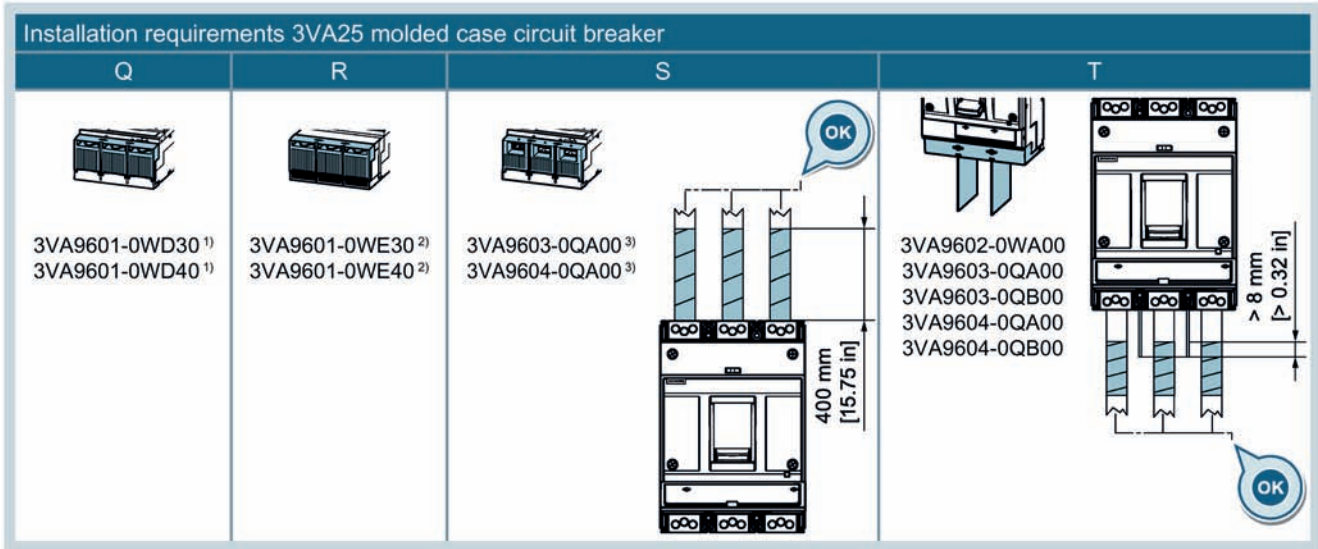 Installation requirements 3VA25 molded case circuit breaker
Q
R
S
T
3VA9601-0WD30 1)
3VA9601-0WD40 1)
3VA9601-0WE30 2)
3VA9601-0WE40 2)
3VA9603-0QA00 3)
3VA9604-0QA00 3)
OK
400 mm
[15.75 in]
3VA9602-0WA00
3VA9603-0QA00
3VA9603-0QB00
3VA9604-0QA00
3VA9604-0QB00
> 8 mm
[> 0.32 in]
OK